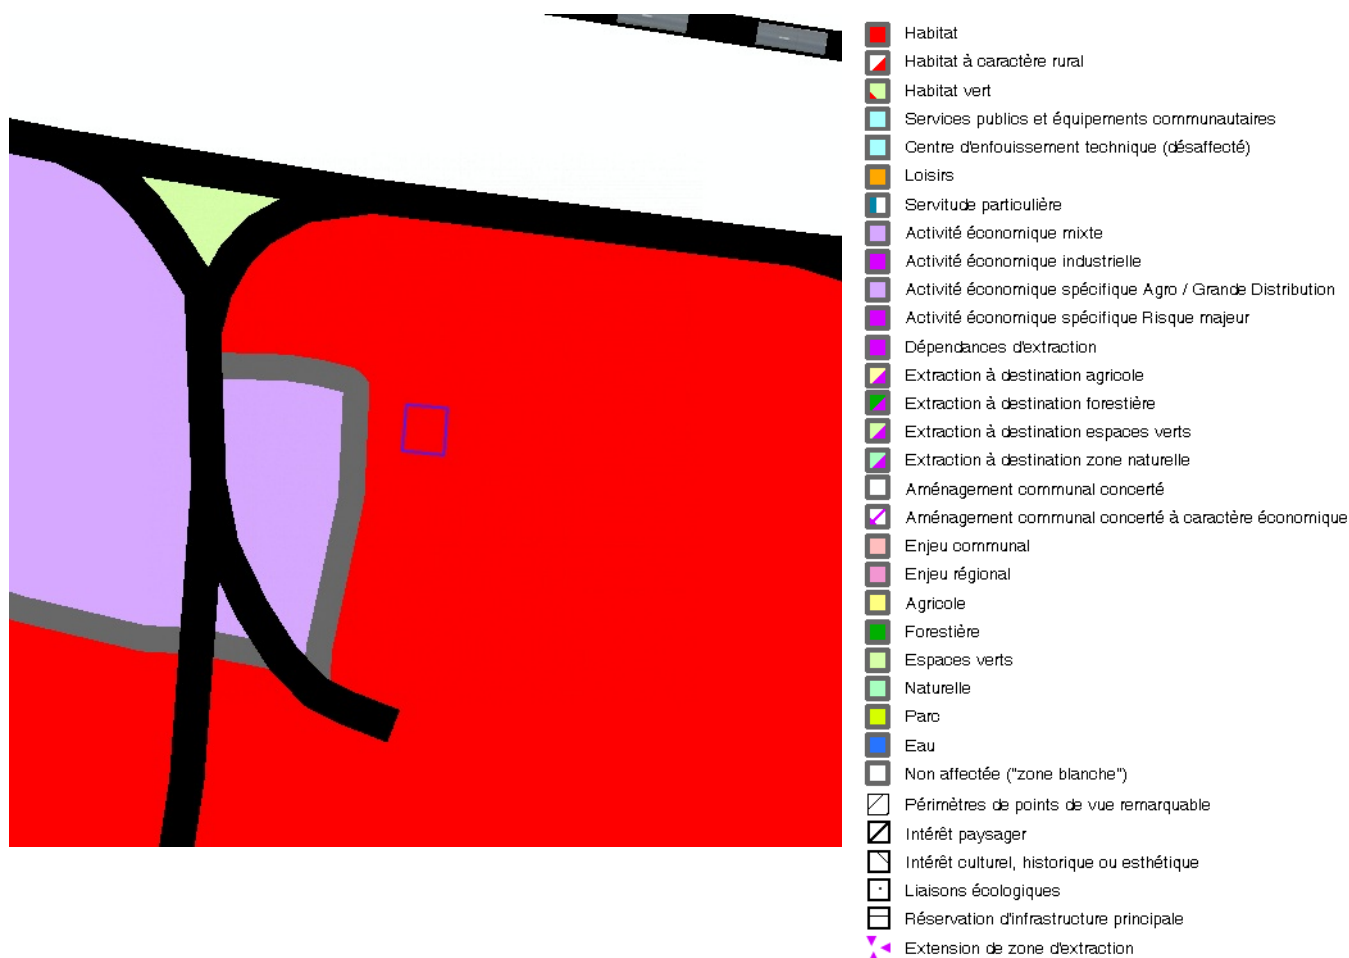 Habitat
Habitat à caractère rural
Habitat vert
Services publics et équipements communautaires
Centre d'enfouissement technique (désaffecté)
Loisirs
Servitude particulière
Activité économique mixte
Activité économique industrielle
Activité économique spécifique Agro / Grande Distribution
Activité économique spécifique Risque majeur
Dépendances d'extraction
Extraction à destination agricole
Extraction à destination forestière
Extraction à destination espaces verts
Extraction à destination zone naturelle
Aménagement communal concerté
Aménagement communal concerté à caractère économique
Enjeu communal
Enjeu régional
Agricole
Forestière
Espaces verts
Naturelle
Parc
Eau
Non affectée ("zone blanche")
Périmètres de points de vue remarquable
Intérêt paysager
Intérêt culturel, historique ou esthétique
Liaisons écologiques
Réservation d'infrastructure principale
Extension de zone d'extraction